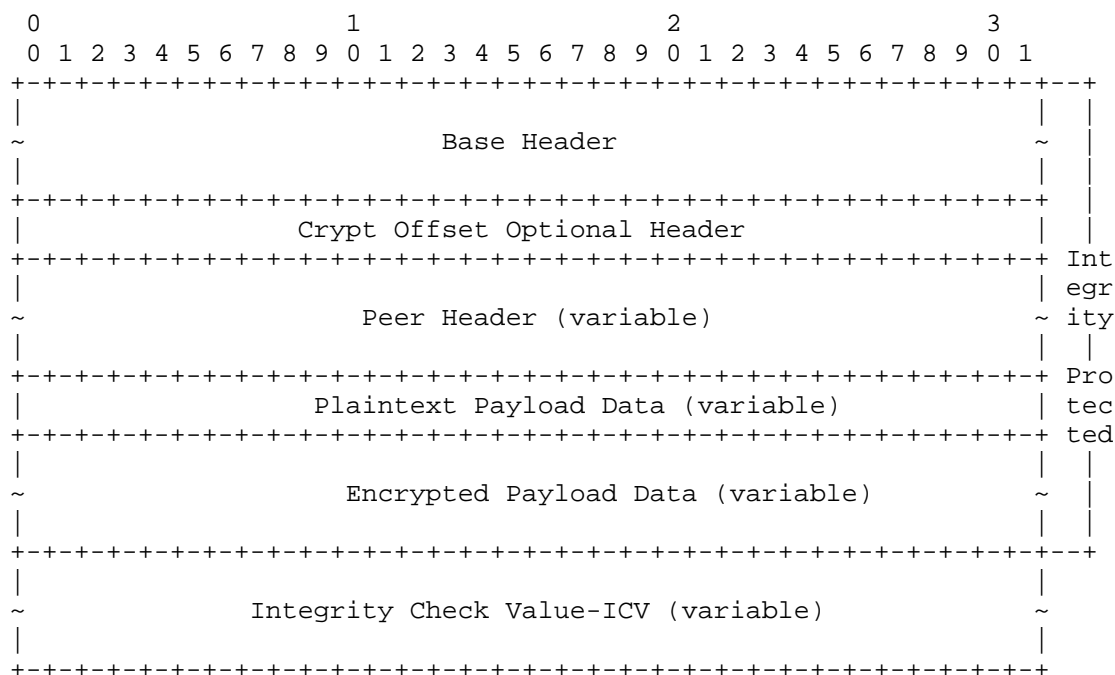 0                   1                   2                   3
 0 1 2 3 4 5 6 7 8 9 0 1 2 3 4 5 6 7 8 9 0 1 2 3 4 5 6 7 8 9 0 1
+-+-+-+-+-+-+-+-+-+-+-+-+-+-+-+-+-+-+-+-+-+-+-+-+-+-+-+-+-+-+-+-+--+
|                                                               |  |
~                          Base Header                          ~  |
|                                                               |  |
+-+-+-+-+-+-+-+-+-+-+-+-+-+-+-+-+-+-+-+-+-+-+-+-+-+-+-+-+-+-+-+-+  |
|                 Crypt Offset Optional Header                  |  |
+-+-+-+-+-+-+-+-+-+-+-+-+-+-+-+-+-+-+-+-+-+-+-+-+-+-+-+-+-+-+-+-+ Int
|                                                               | egr
~                     Peer Header (variable)                    ~ ity
|                                                               |  |
+-+-+-+-+-+-+-+-+-+-+-+-+-+-+-+-+-+-+-+-+-+-+-+-+-+-+-+-+-+-+-+-+ Pro
|                  Plaintext Payload Data (variable)            | tec
+-+-+-+-+-+-+-+-+-+-+-+-+-+-+-+-+-+-+-+-+-+-+-+-+-+-+-+-+-+-+-+-+ ted
|                                                               |  |
~                    Encrypted Payload Data (variable)          ~  |
|                                                               |  |
+-+-+-+-+-+-+-+-+-+-+-+-+-+-+-+-+-+-+-+-+-+-+-+-+-+-+-+-+-+-+-+-+--+
|                                                               |
~              Integrity Check Value-ICV (variable)             ~
|                                                               |
+-+-+-+-+-+-+-+-+-+-+-+-+-+-+-+-+-+-+-+-+-+-+-+-+-+-+-+-+-+-+-+-+